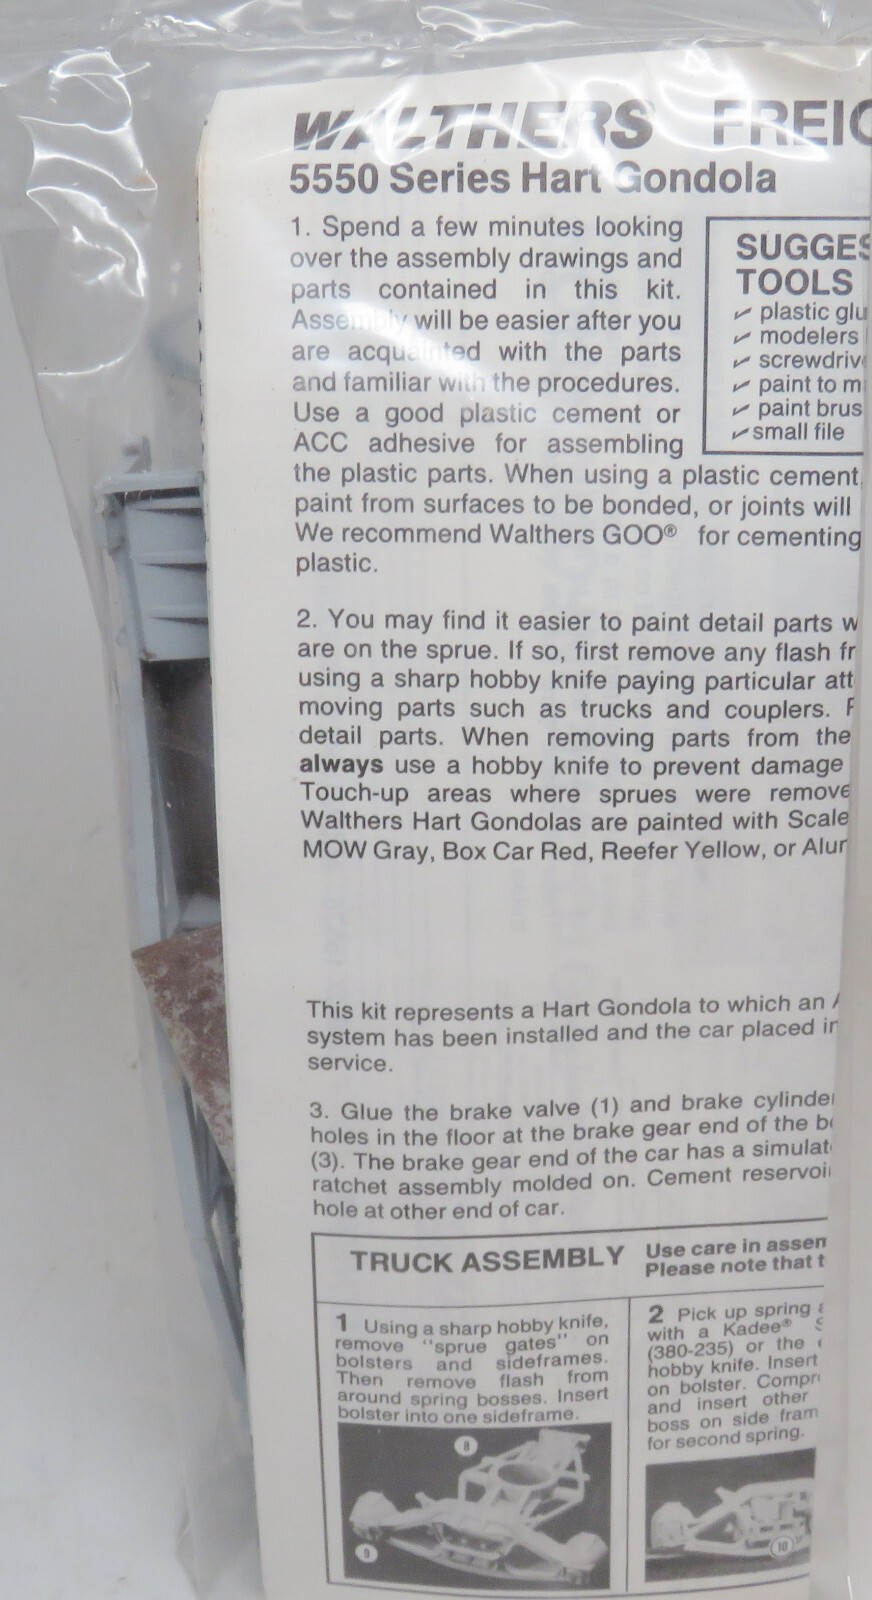 WALTHERS FREIG
5550 Series Hart Gondola
1. Spend a few minutes looking
over the assembly drawings and
parts contained in this kit.
Assembly will be easier after you
are acquainted with the parts
and familiar with the procedures.
Use a good plastic cement or
ACC adhesive for assembling
the plastic parts. When using a plastic cement,
paint from surfaces to be bonded, or joints will
We recommend Walthers GOO® for cementing
plastic.
SUGGES
TOOLS
✓ plastic glu
✓ modelers
✓ screwdrive
✓ paint to m
✓ paint brus
✓ small file
2. You may find it easier to paint detail parts w
are on the sprue. If so, first remove any flash fr
using a sharp hobby knife paying particular att
moving parts such as trucks and couplers.
detail parts. When removing parts from the
always use a hobby knife to prevent damage
Touch-up areas where sprues were remove
Walthers Hart Gondolas are painted with Scale
MOW Gray, Box Car Red, Reefer Yellow, or Alum
This kit represents a Hart Gondola to which an A
system has been installed and the car placed in
service.
3. Glue the brake valve (1) and brake cylinder
holes in the floor at the brake gear end of the b
(3). The brake gear end of the car has a simulat
ratchet assembly molded on. Cement reservoi
hole at other end of car.
TRUCK ASSEMBLY
Use care in assem
Please note that t
1 Using a sharp hobby knife,
remove "sprue gates" on
bolsters and sideframes.
Then remove flash from
around spring bosses. Insert
bolster into one sideframe.
8
9
2 Pick up spring a
with a Kadee® S
(380-235) or the
hobby knife. Insert
on bolster. Compr
and insert other
boss on side fram
for second spring.
10